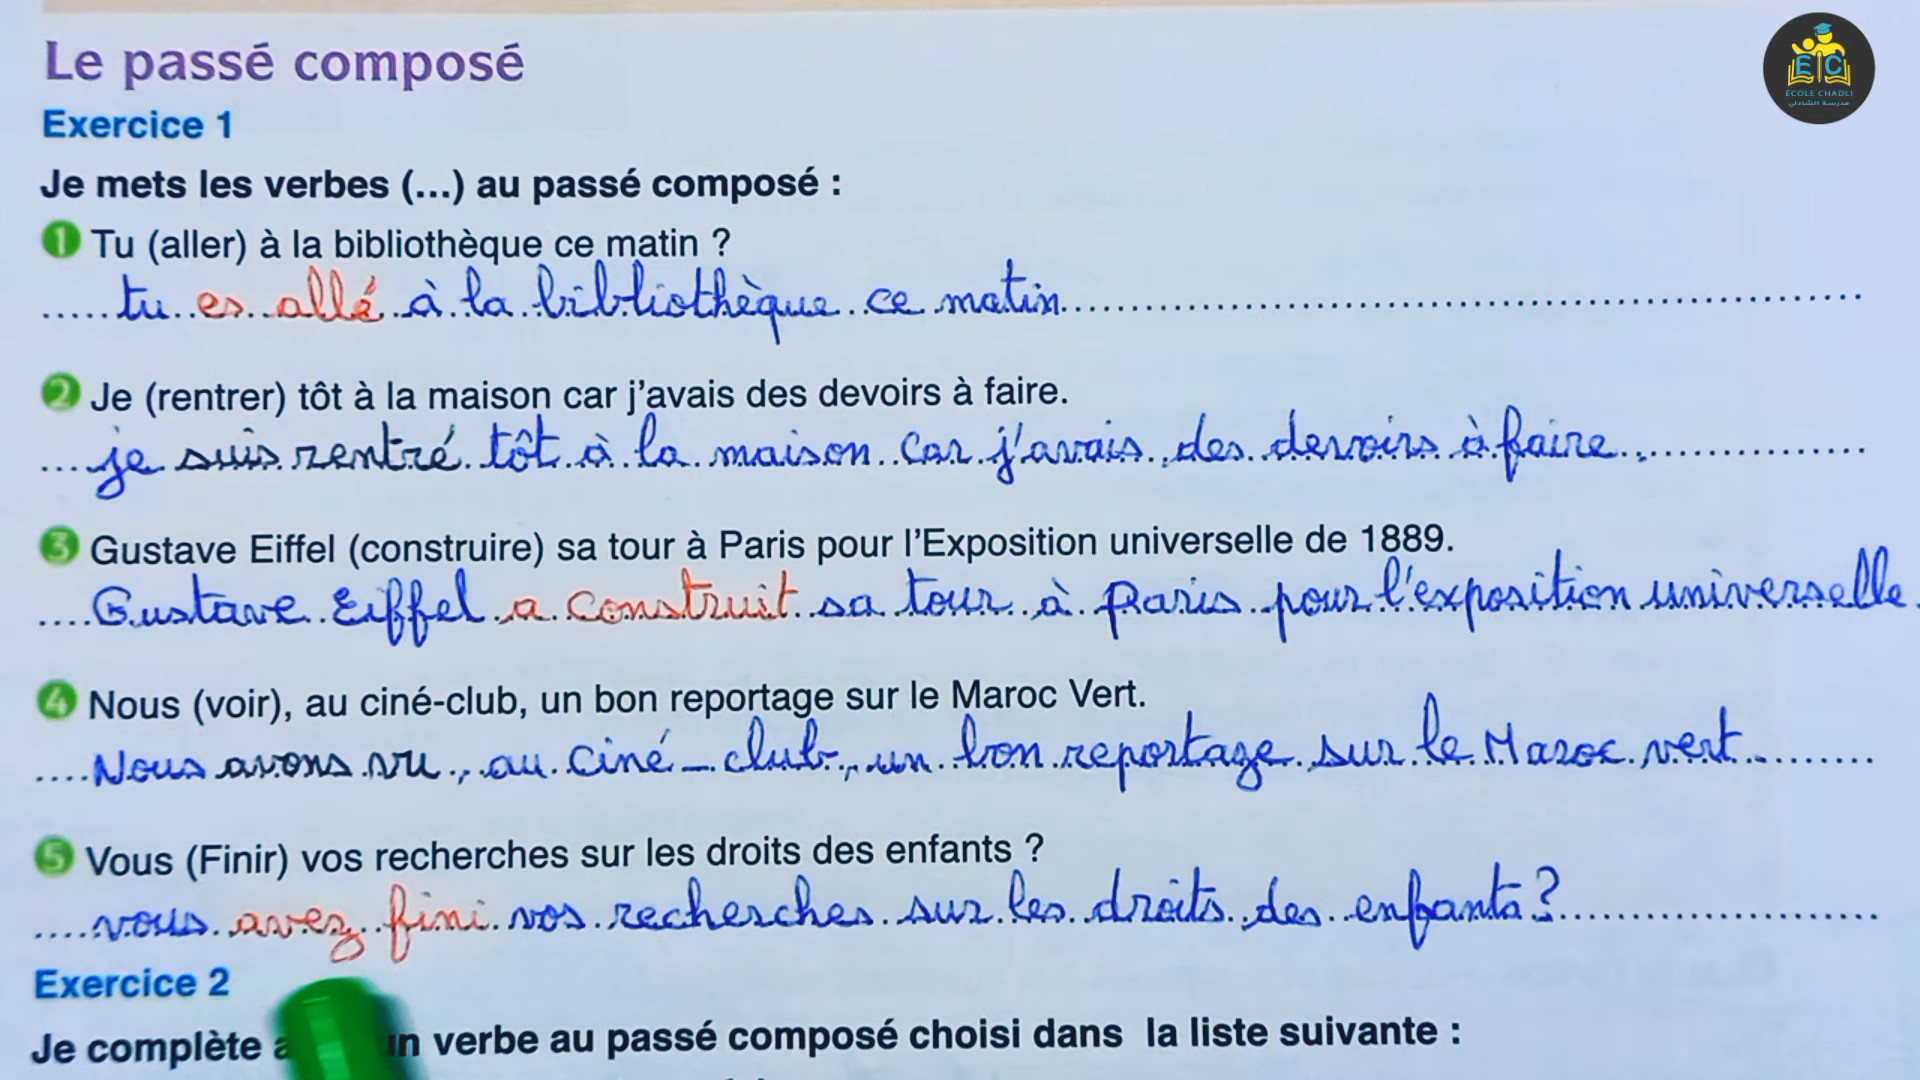 Le passé composé
E C
ÉCOLE CHADLI
مدرسة الشاذلي
Exercice 1
Je mets les verbes (...) au passé composé :
1 Tu (aller) à la bibliothèque ce matin ?
tu es allé à la bibliothèque ce matin
2 Je (rentrer) tôt à la maison car j'avais des devoirs à faire.
je suis rentré tôt à la maison car j'avais des devoirs à faire.
3 Gustave Eiffel (construire) sa tour à Paris pour l'Exposition universelle de 1889.
Gustave Eiffel a construit sa tour à Paris pour l'exposition universelle
4 Nous (voir), au ciné-club, un bon reportage sur le Maroc Vert.
Nous avons vu, au ciné-club, un bon reportage sur le Maroc vert.
5 Vous (Finir) vos recherches sur les droits des enfants ?
vous avez fini vos recherches sur les droits des enfants ?
Exercice 2
Je complète verbe au passé composé choisi dans la liste suivante :